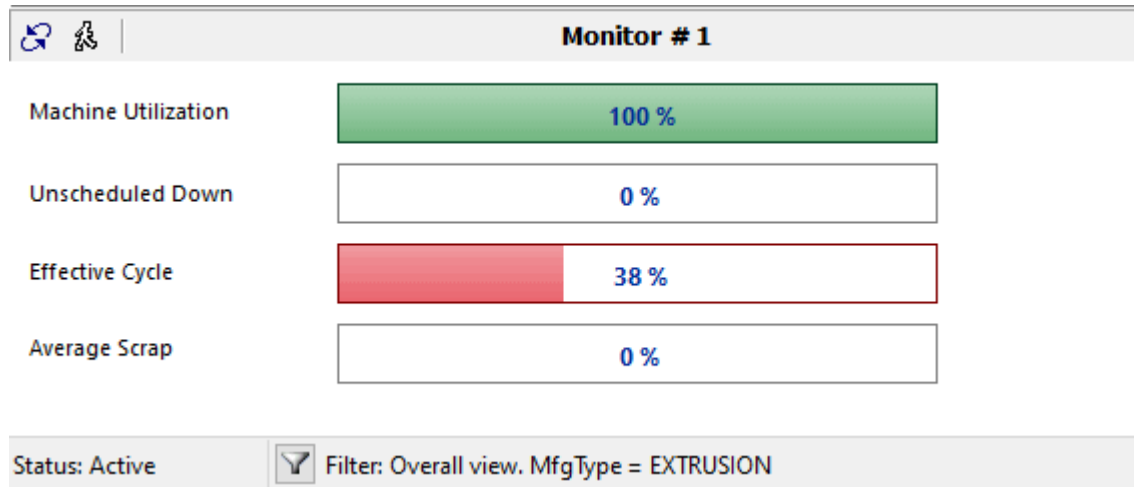 Monitor # 1
Machine Utilization
100 %
Unscheduled Down
0 %
Effective Cycle
38 %
Average Scrap
0 %
Status: Active
Filter: Overall view. MfgType = EXTRUSION